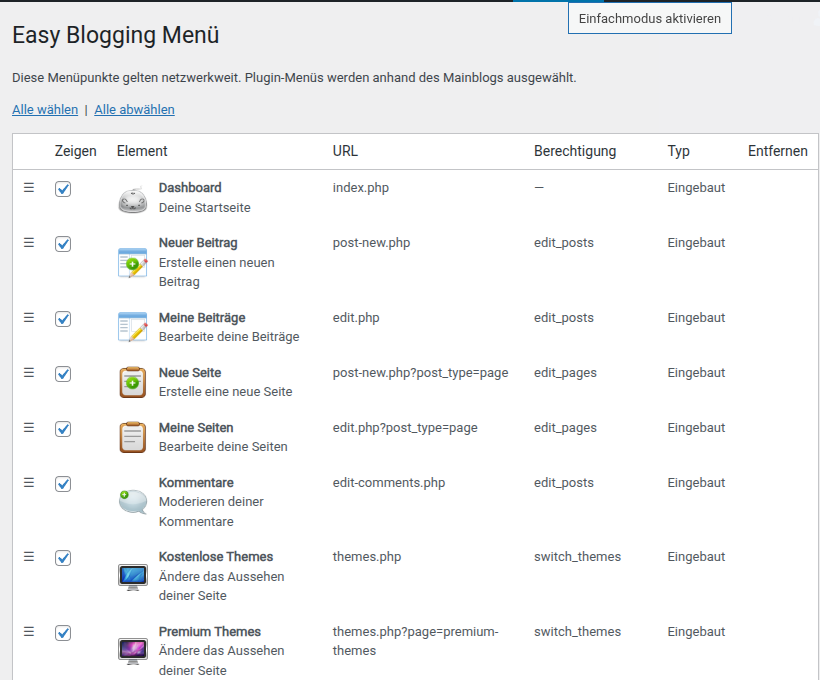 Einfachmodus aktivieren
Easy Blogging Menü
Diese Menüpunkte gelten netzwerkweit. Plugin-Menüs werden anhand des Mainblogs ausgewählt.
Alle wählen | Alle abwählen
Zeigen Element URL Berechtigung Typ Entfernen
Dashboard index.php — Eingebaut
Deine Startseite
Neuer Beitrag post-new.php edit_posts Eingebaut
Erstelle einen neuen
Beitrag
Meine Beiträge edit.php edit_posts Eingebaut
Bearbeite deine Beiträge
Neue Seite post-new.php?post_type=page edit_pages Eingebaut
Erstelle eine neue Seite
Meine Seiten edit.php?post_type=page edit_pages Eingebaut
Bearbeite deine Seiten
Kommentare edit-comments.php edit_posts Eingebaut
Moderieren deiner
Kommentare
Kostenlose Themes themes.php switch_themes Eingebaut
Ändere das Aussehen
deiner Seite
Premium Themes themes.php?page=premium- switch_themes Eingebaut
Ändere das Aussehen themes
deiner Seite